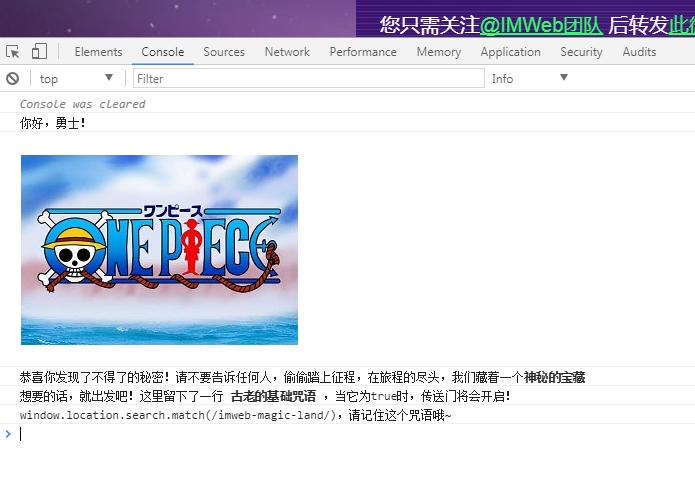 您只需关注@IMWeb团队 后转发此
Elements Console Sources Network Performance Memory Application Security Audits
top Filter Info
Console was cleared
你好，勇士！
ワンピース
ONE PIECE
恭喜你发现了不得了的秘密！请不要告诉任何人，偷偷踏上征程，在旅程的尽头，我们藏着一个神秘的宝藏
想要的话，就出发吧！这里留下了一行 古老的基础咒语 ，当它为true时，传送门将会开启！
window.location.search.match(/imweb-magic-land/)，请记住这个咒语哦~